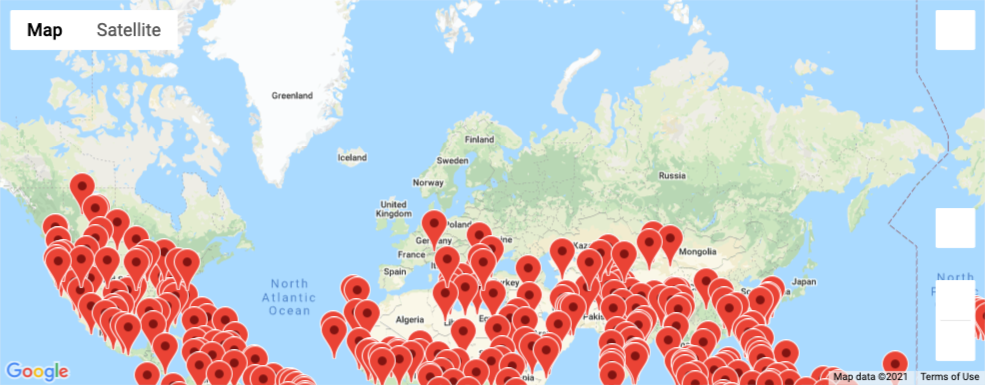 Map Satellite
Greenland
Iceland
Finland
Sweden
Norway
Russia
United
Kingdom
Poland
Germany
France
Spain
Mongolia
Japan
North
Atlantic
Ocean
North
Algeria
Google
Map data ©2021 Terms of Use